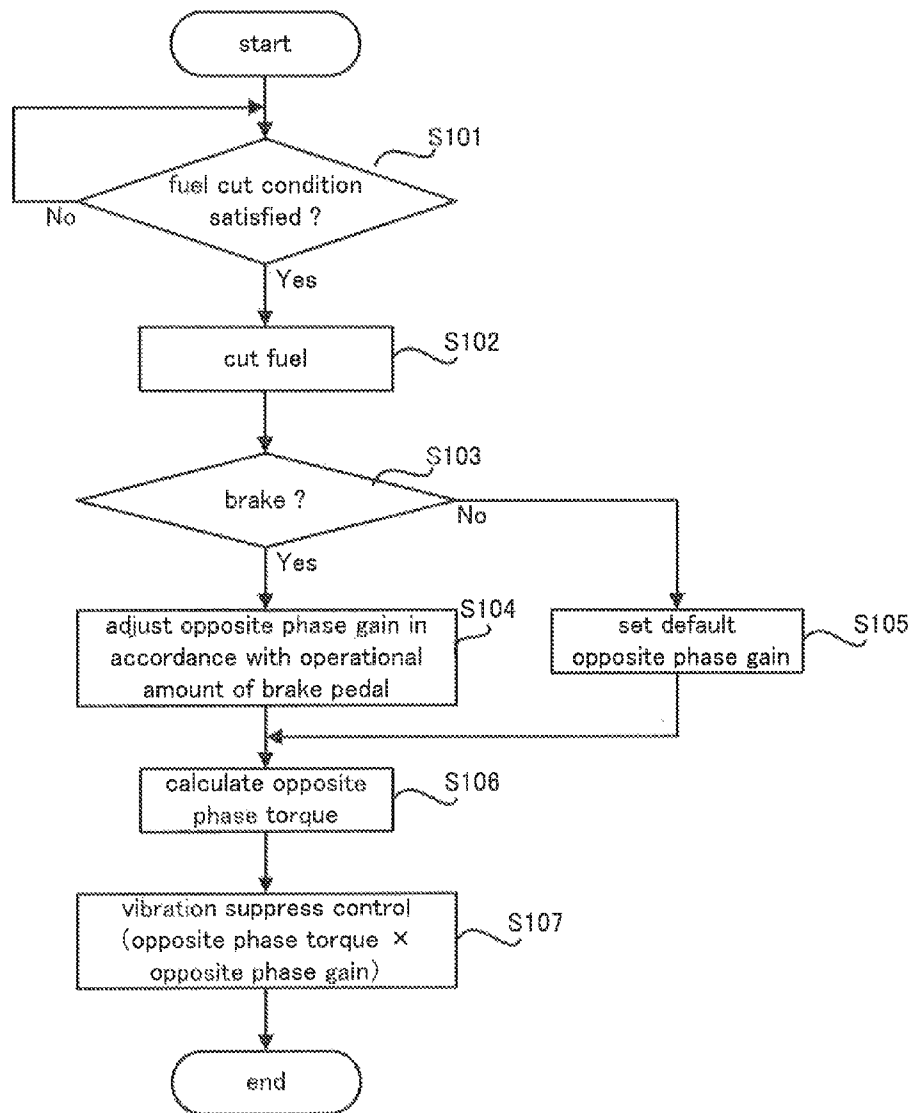 start
S101
fuel cut condition
satisfied ?
No
Yes
cut fuel
S102
S103
brake ?
No
Yes
adjust opposite phase gain in
accordance with operational
amount of brake pedal
S104
set default
opposite phase gain
S105
calculate opposite
phase torque
S106
vibration suppress control
(opposite phase torque ×
opposite phase gain)
S107
end